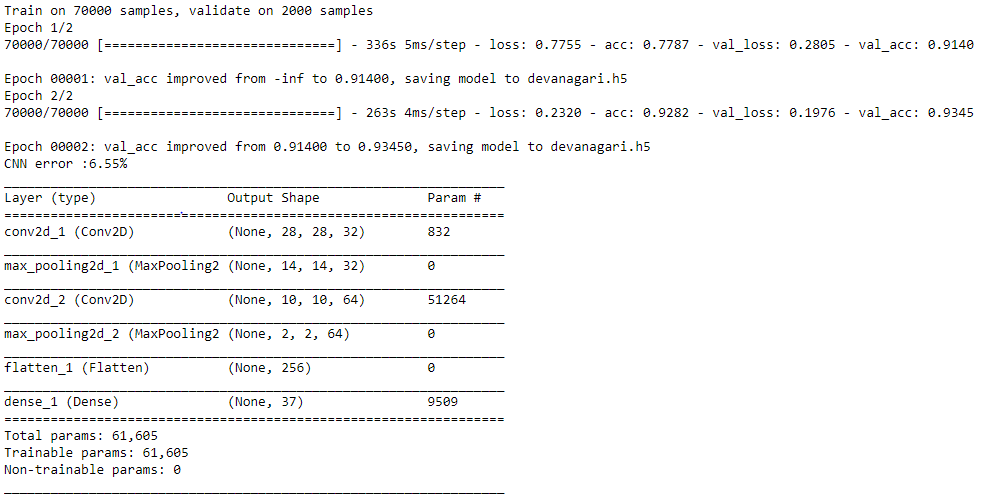 Train on 70000 samples, validate on 2000 samples
Epoch 1/2
70000/70000 [==============================] - 336s 5ms/step - loss: 0.7755 - acc: 0.7787 - val_loss: 0.2805 - val_acc: 0.9140
Epoch 00001: val_acc improved from -inf to 0.91400, saving model to devanagari.h5
Epoch 2/2
70000/70000 [==============================] - 263s 4ms/step - loss: 0.2320 - acc: 0.9282 - val_loss: 0.1976 - val_acc: 0.9345
Epoch 00002: val_acc improved from 0.91400 to 0.93450, saving model to devanagari.h5
CNN error :6.55%
_________________________________________________________________
Layer (type)                 Output Shape              Param #
=================================================================
conv2d_1 (Conv2D)            (None, 28, 28, 32)        832
_________________________________________________________________
max_pooling2d_1 (MaxPooling2 (None, 14, 14, 32)        0
_________________________________________________________________
conv2d_2 (Conv2D)            (None, 10, 10, 64)        51264
_________________________________________________________________
max_pooling2d_2 (MaxPooling2 (None, 2, 2, 64)          0
_________________________________________________________________
flatten_1 (Flatten)          (None, 256)               0
_________________________________________________________________
dense_1 (Dense)              (None, 37)                9509
=================================================================
Total params: 61,605
Trainable params: 61,605
Non-trainable params: 0
_________________________________________________________________